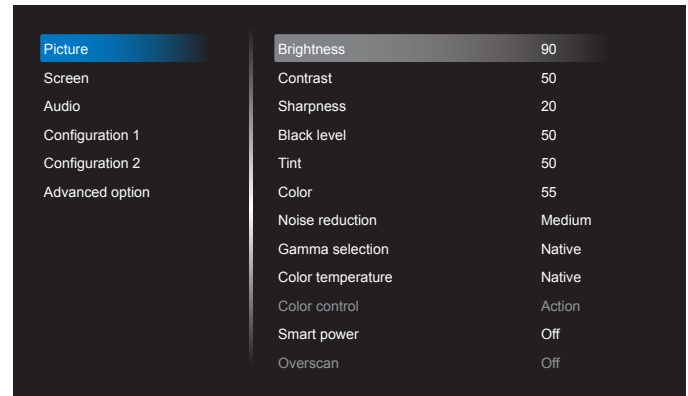 Picture
Screen
Audio
Configuration 1
Configuration 2
Advanced option
Brightness 90
Contrast 50
Sharpness 20
Black level 50
Tint 50
Color 55
Noise reduction Medium
Gamma selection Native
Color temperature Native
Color control Action
Smart power Off
Overscan Off